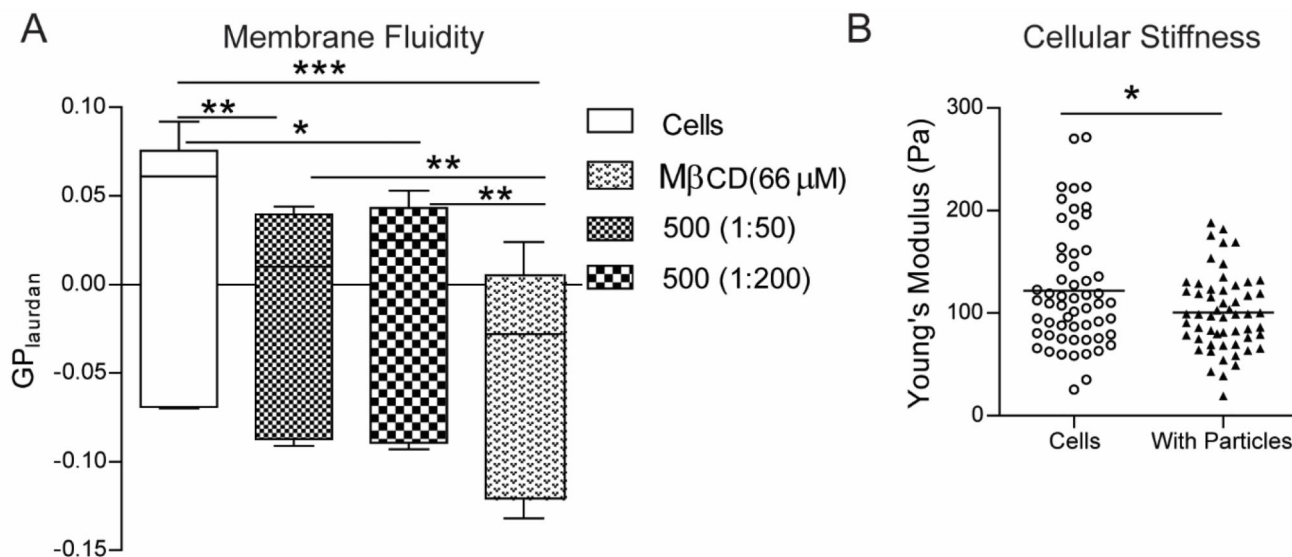 A
Membrane Fluidity
***
**
*
**
**
0.10
0.05
0.00
-0.05
-0.10
-0.15
GPlaurdan
Cells
MβCD(66 μM)
500 (1:50)
500 (1:200)
B
Cellular Stiffness
*
300
200
100
0
Young's Modulus (Pa)
Cells
With Particles